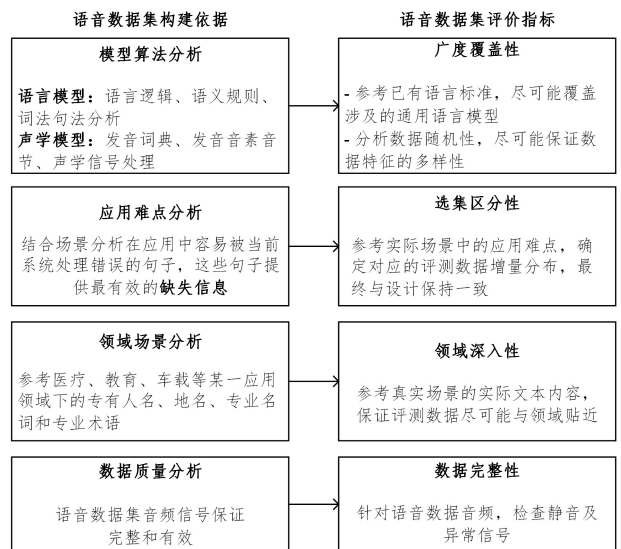 语音数据集构建依据
语音数据集评价指标
模型算法分析
语言模型：语言逻辑、语义规则、
词法句法分析
声学模型：发音词典、发音音素音
节、声学信号处理
广度覆盖性
- 参考已有语言标准，尽可能覆盖
涉及的通用语言模型
- 分析数据随机性，尽可能保证数
据特征的多样性
应用难点分析
结合场景分析在应用中容易被当前
系统处理错误的句子，这些句子提
供最有效的缺失信息
选集区分性
参考实际场景中的应用难点，确
定对应的评测数据增量分布，最
终与设计保持一致
领域场景分析
参考医疗、教育、车载等某一应用
领域下的专有人名、地名、专业名
词和专业术语
领域深入性
参考真实场景的实际文本内容，
保证评测数据尽可能与领域贴近
数据质量分析
语音数据集音频信号保证
完整和有效
数据完整性
针对语音数据音频，检查静音及
异常信号